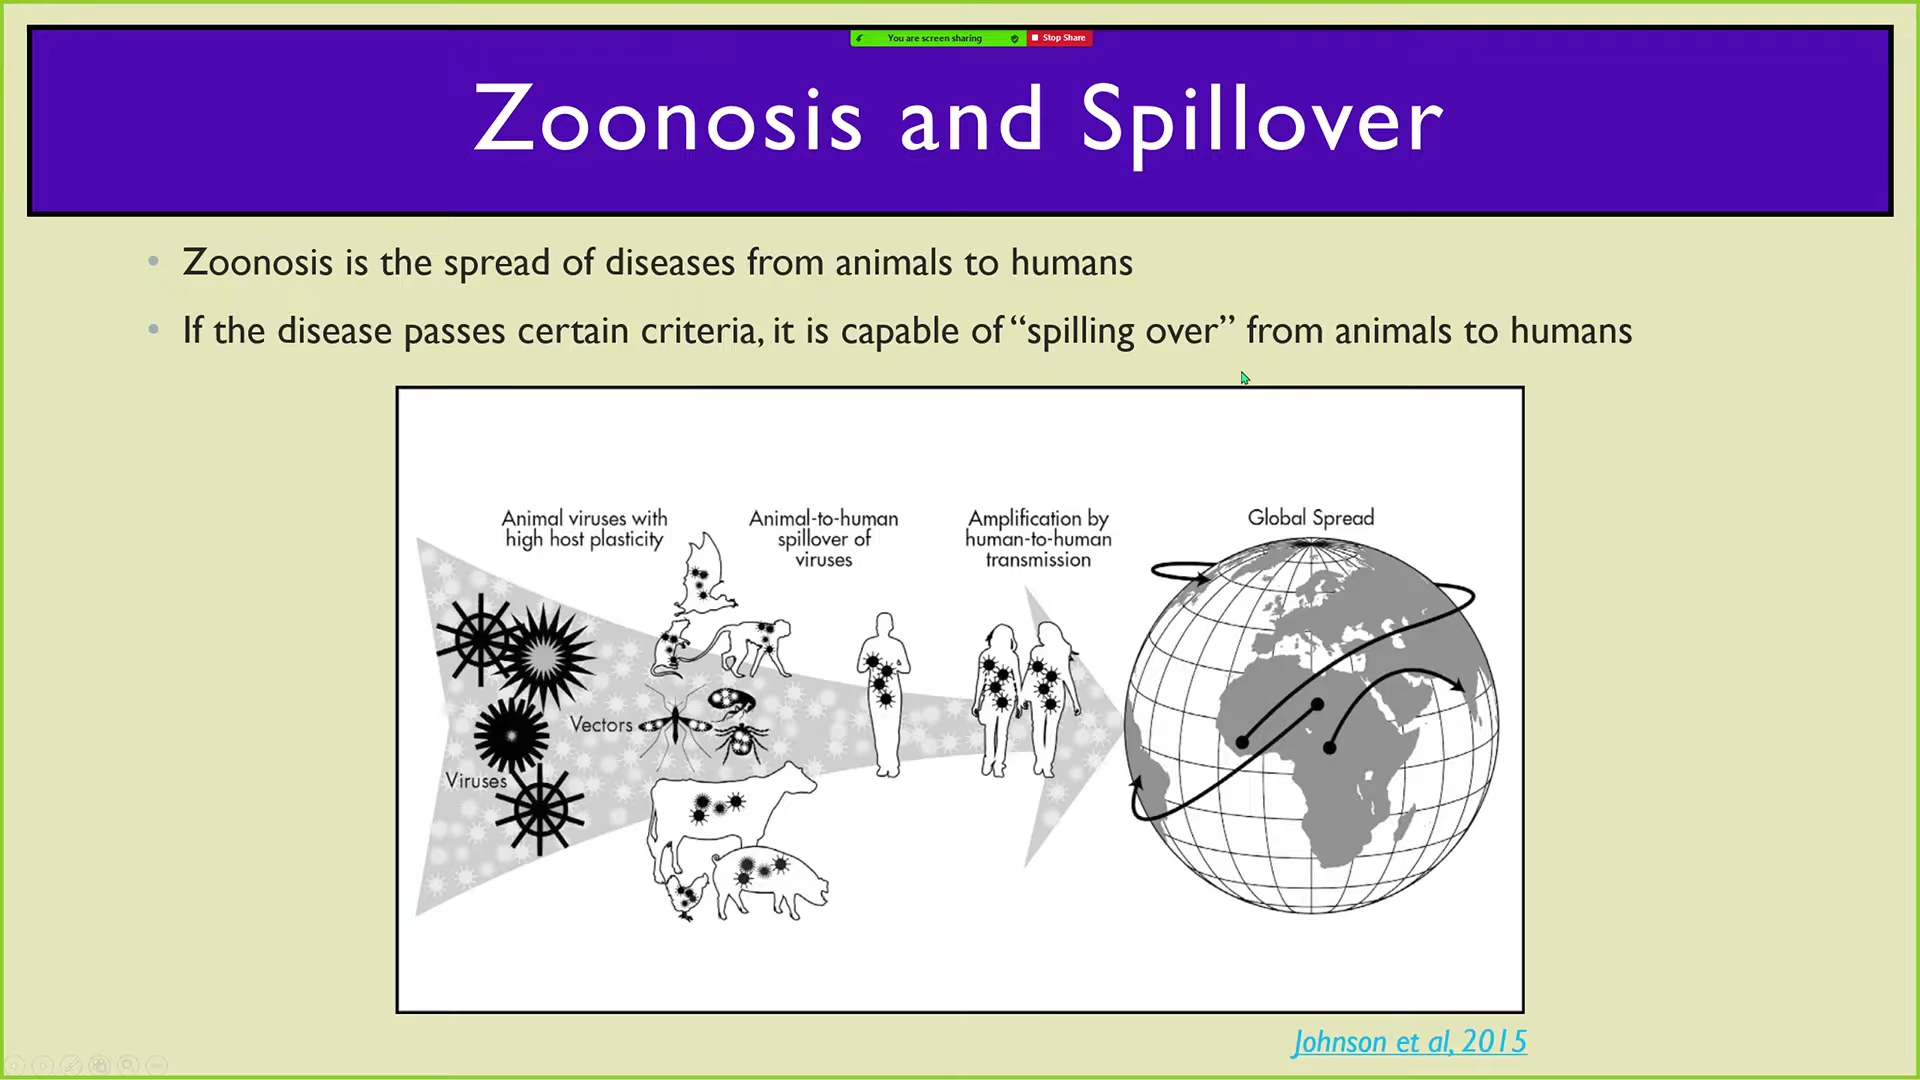 You are screen sharing
Stop Share
Zoonosis and Spillover
• Zoonosis is the spread of diseases from animals to humans
• If the disease passes certain criteria, it is capable of “spilling over” from animals to humans
Animal viruses with
high host plasticity
Animal-to-human
spillover of
viruses
Amplification by
human-to-human
transmission
Global Spread
Vectors
Viruses
Johnson et al, 2015